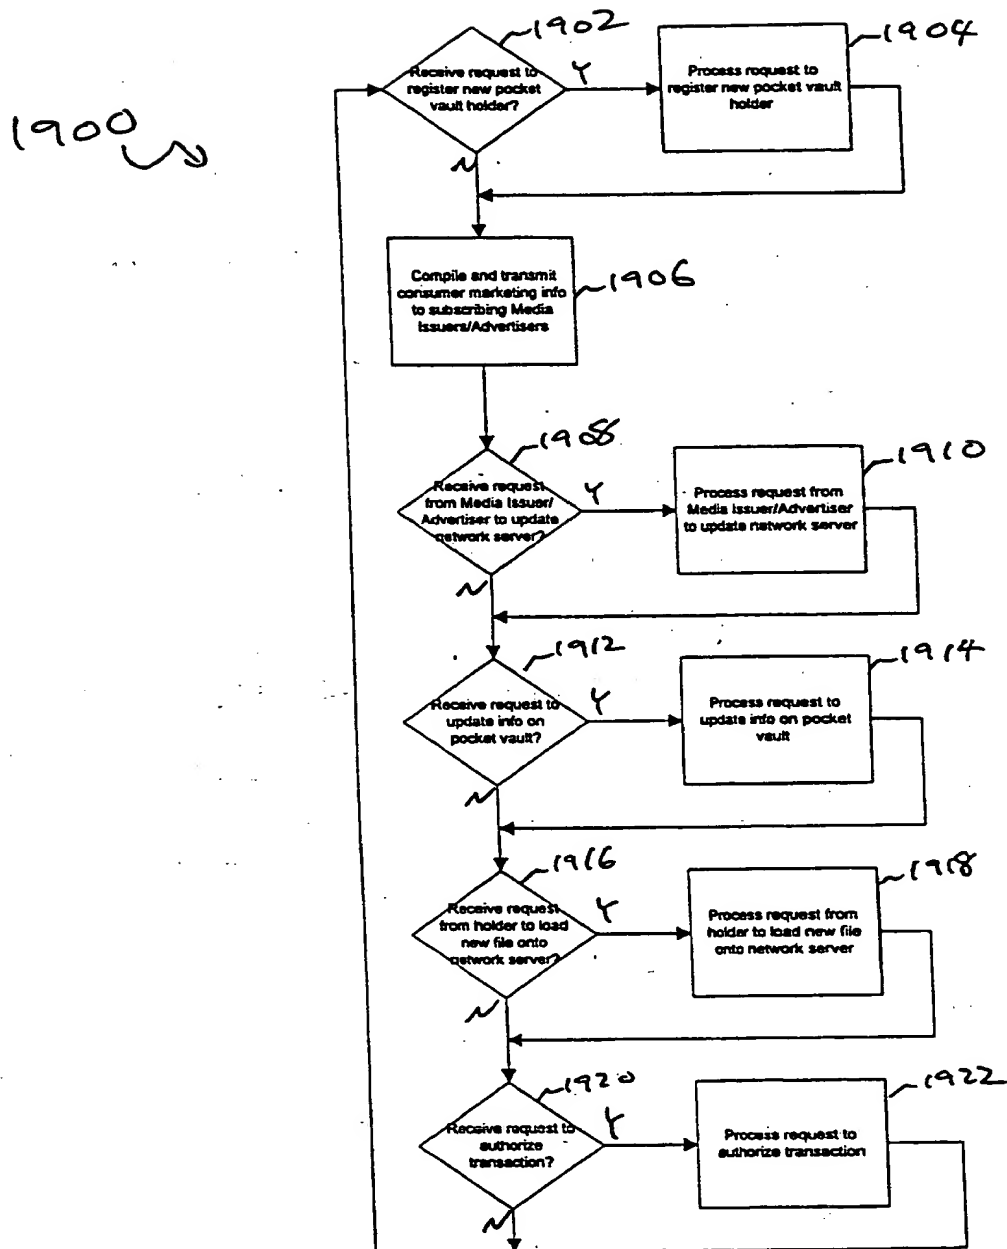 1902
1904
Receive request to
register new pocket
vault holder?
Y
Process request to
register new pocket vault
holder
1900
N
Compile and transmit
consumer marketing info
to subscribing Media
Issuers/Advertisers
1906
1908
1910
Receive request
from Media Issuer/
Advertiser to update
network server?
Y
Process request from
Media Issuer/Advertiser
to update network server
N
1912
1914
Receive request to
update info on
pocket vault?
Y
Process request to
update info on pocket
vault
N
1916
1918
Receive request
from holder to load
new file onto
network server?
Y
Process request from
holder to load new file
onto network server
N
1920
1922
Receive request to
authorize
transaction?
Y
Process request to
authorize transaction
N